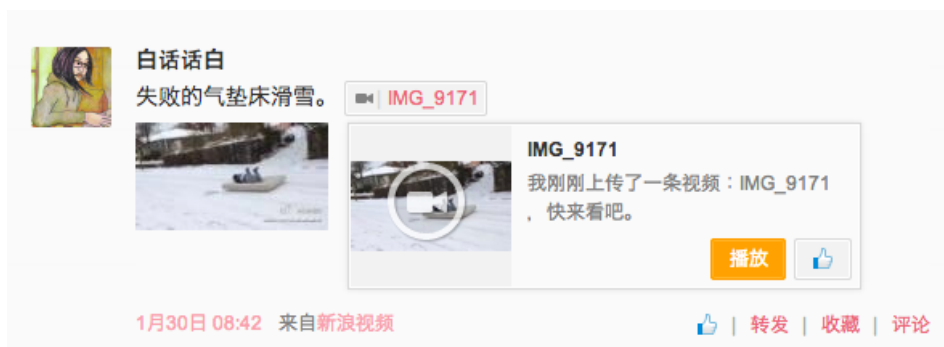 白话话白
失败的气垫床滑雪。 IMG_9171
IMG_9171
我刚刚上传了一条视频：IMG_9171
，快来看吧。
播放
1月30日 08:42 来自新浪视频
| 转发 | 收藏 | 评论